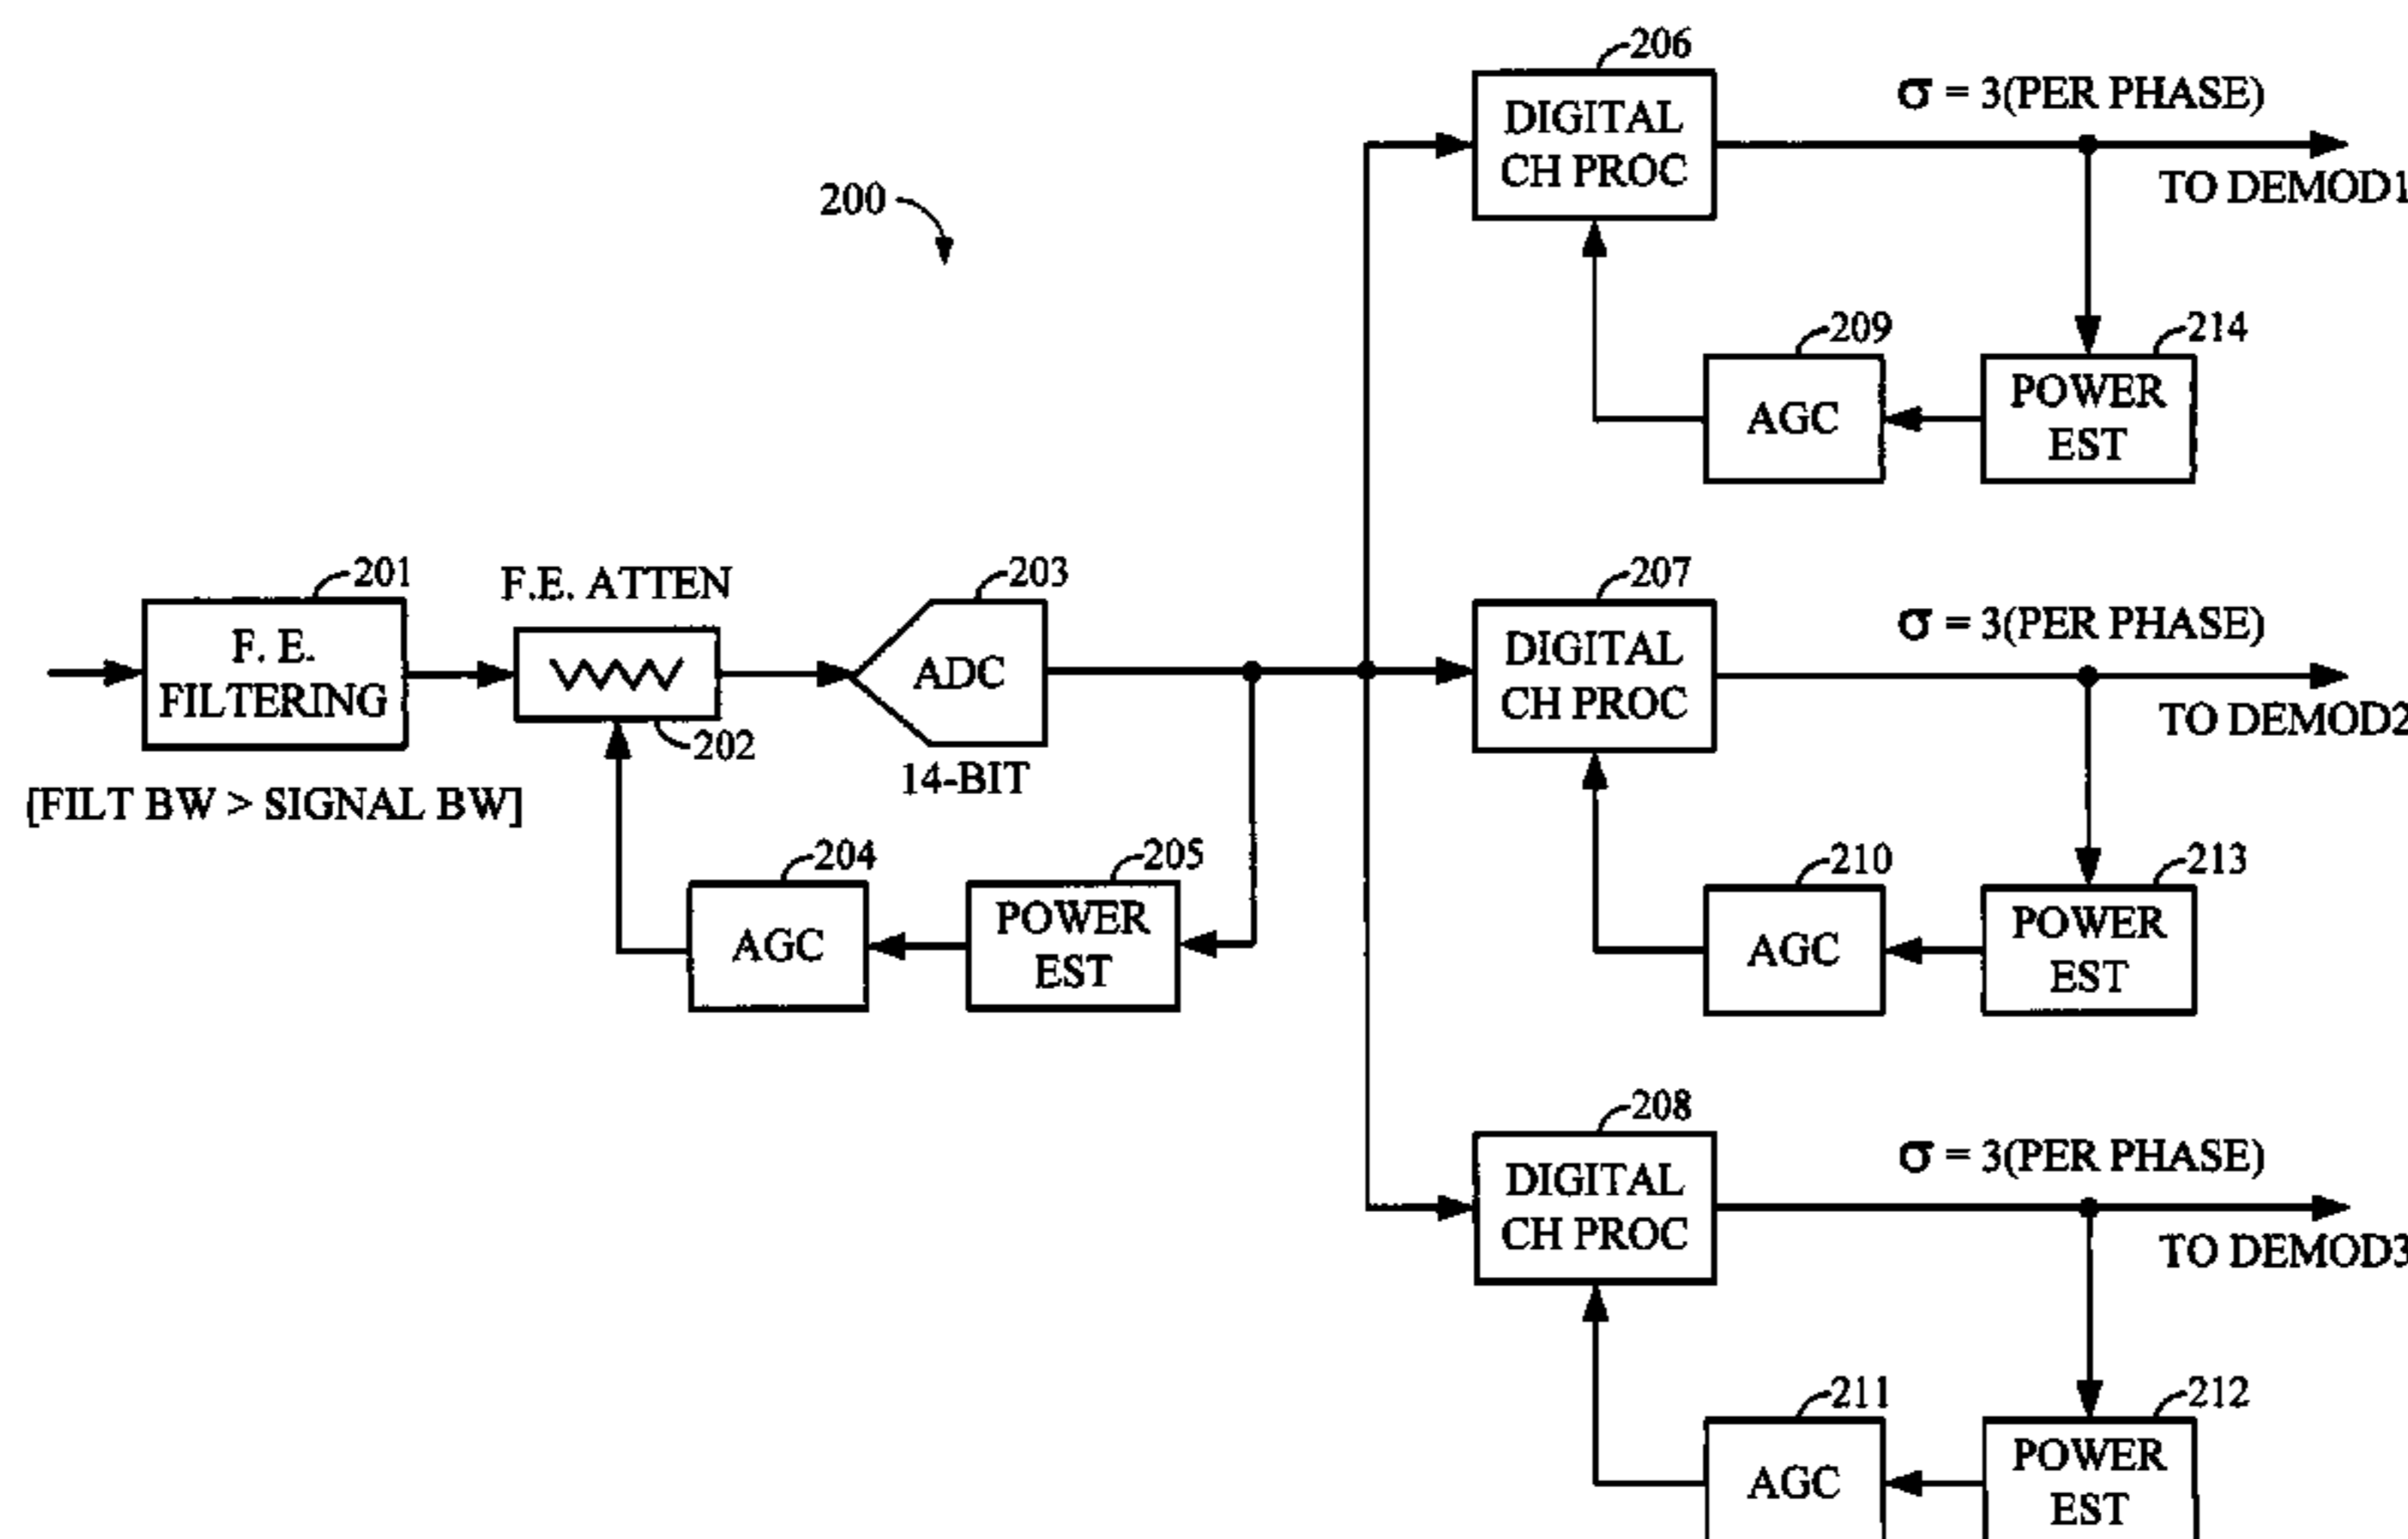 206
DIGITAL
CH PROC
σ = 3(PER PHASE)
TO DEMOD1
200
209
AGC
214
POWER
EST
201
F. E.
FILTERING
[FILT BW > SIGNAL BW]
F.E. ATTEN
202
203
ADC
14-BIT
204
AGC
205
POWER
EST
207
DIGITAL
CH PROC
σ = 3(PER PHASE)
TO DEMOD2
210
AGC
213
POWER
EST
208
DIGITAL
CH PROC
σ = 3(PER PHASE)
TO DEMOD3
211
AGC
212
POWER
EST